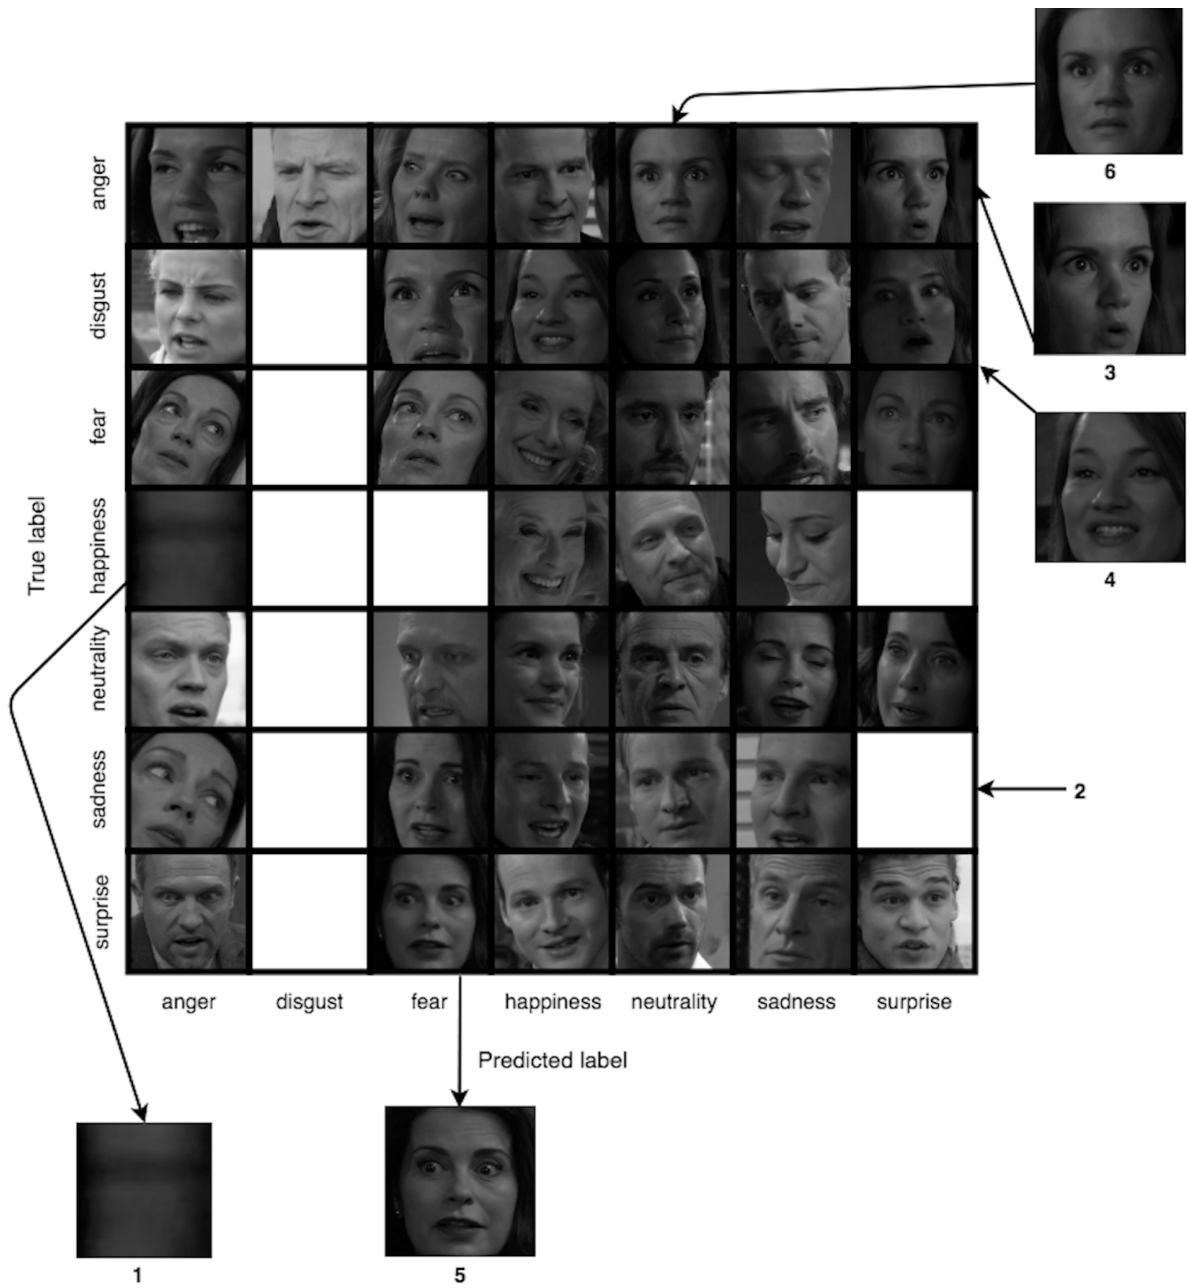 6
anger
3
disgust
4
fear
True label
happiness
neutrality
2
sadness
surprise
anger disgust fear happiness neutrality sadness surprise
Predicted label
1
5